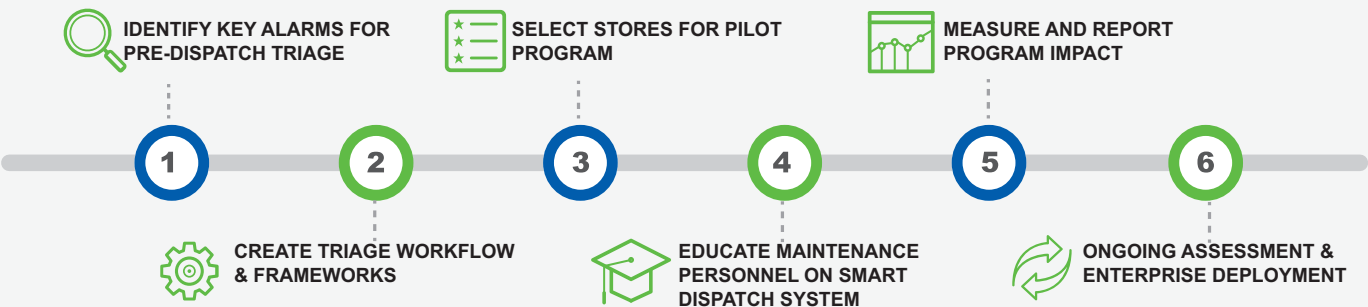 IDENTIFY KEY ALARMS FOR
PRE-DISPATCH TRIAGE
SELECT STORES FOR PILOT
PROGRAM
MEASURE AND REPORT
PROGRAM IMPACT
1
2
3
4
5
6
CREATE TRIAGE WORKFLOW
& FRAMEWORKS
EDUCATE MAINTENANCE
PERSONNEL ON SMART
DISPATCH SYSTEM
ONGOING ASSESSMENT &
ENTERPRISE DEPLOYMENT